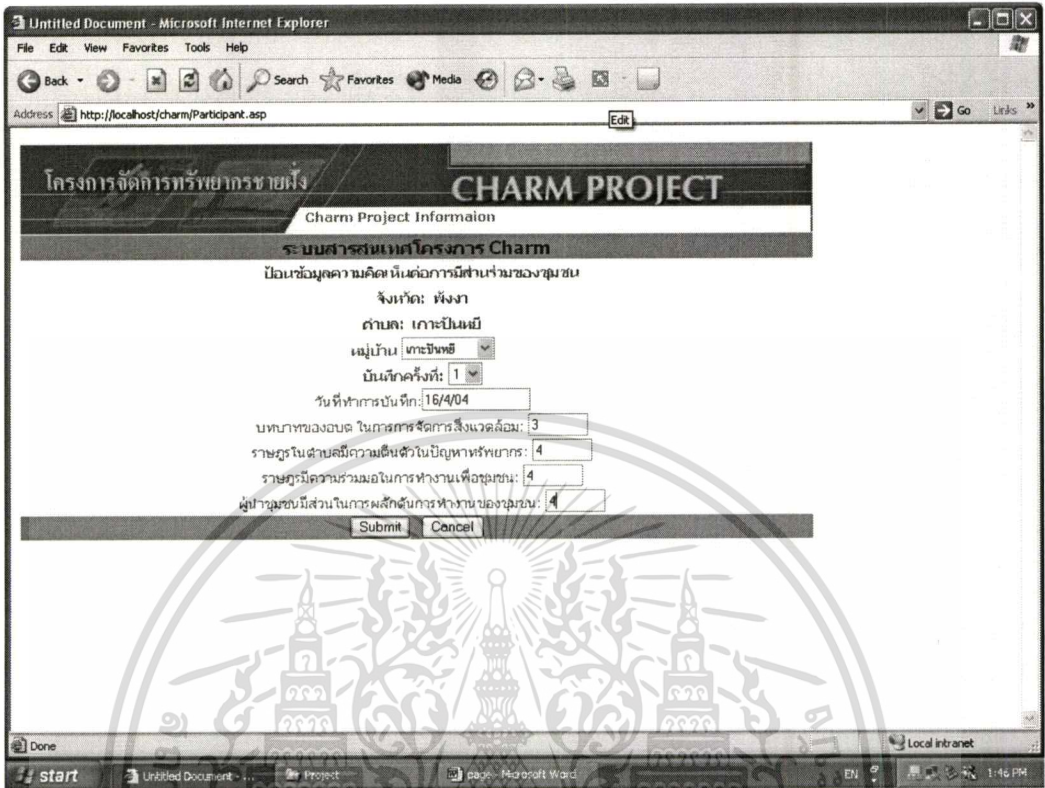 Untitled Document - Microsoft Internet Explorer
File Edit View Favorites Tools Help
Back Search Favorites Media
Address http://localhost/charm/Participant.asp Go Links »
Edit
โครงการจัดการทรัพยากรชายฝั่ง
CHARM PROJECT
Charm Project Informaion
ระบบสารสนเทศโครงการ Charm
ป้อนข้อมูลความคิดเห็นต่อการมีส่วนร่วมของชุมชน
จังหวัด: พังงา
ตำบล: เกาะปันหยี
หมู่บ้าน เกาะปันหยี
บันทึกครั้งที่: 1
วันที่ทำการบันทึก: 16/4/04
บทบาทของอบต ในการการจัดการสิ่งแวดล้อม: 3
ราษฎรในตำบลมีความตื่นตัวในปัญหาทรัพยากร: 4
ราษฎรมีความร่วมมอในการทำงานเพื่อชุมชน: 4
ผู้นำชุมชนมีส่วนในการผลักดันการทำงานของชุมชน: 4
Submit Cancel
Done Local intranet
start Untitled Document - ... Project page - Microsoft Word EN 1:46 PM